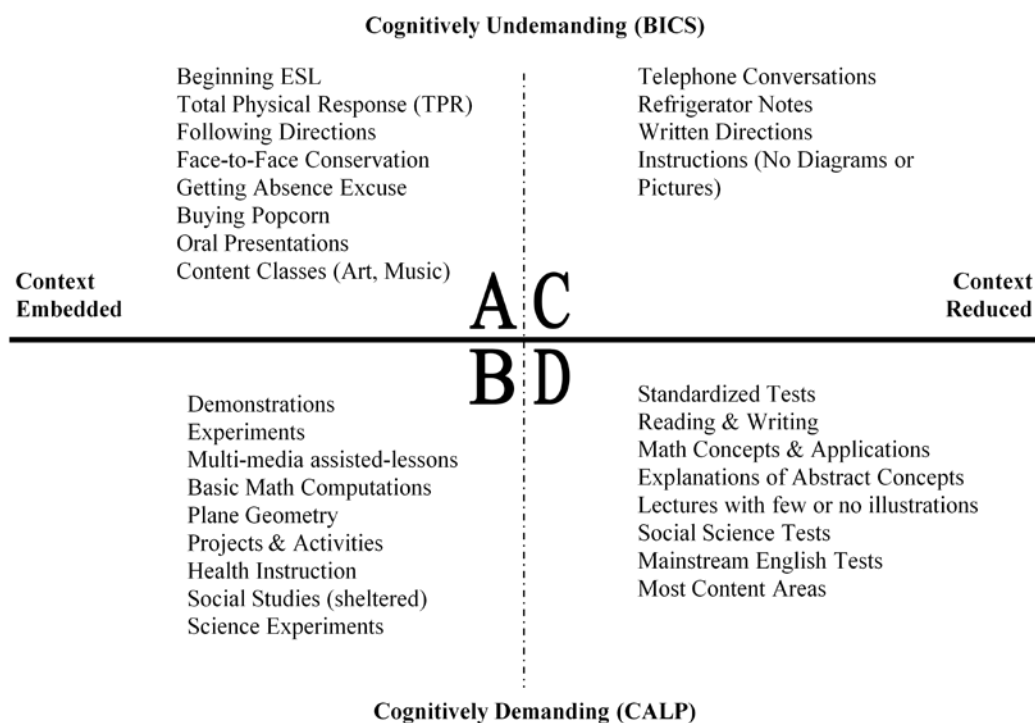 Cognitively Undemanding (BICS)
Beginning ESL
Total Physical Response (TPR)
Following Directions
Face-to-Face Conservation
Getting Absence Excuse
Buying Popcorn
Oral Presentations
Content Classes (Art, Music)
Telephone Conversations
Refrigerator Notes
Written Directions
Instructions (No Diagrams or
Pictures)
Context
Embedded
A C
Context
Reduced
B D
Demonstrations
Experiments
Multi-media assisted-lessons
Basic Math Computations
Plane Geometry
Projects & Activities
Health Instruction
Social Studies (sheltered)
Science Experiments
Standardized Tests
Reading & Writing
Math Concepts & Applications
Explanations of Abstract Concepts
Lectures with few or no illustrations
Social Science Tests
Mainstream English Tests
Most Content Areas
Cognitively Demanding (CALP)